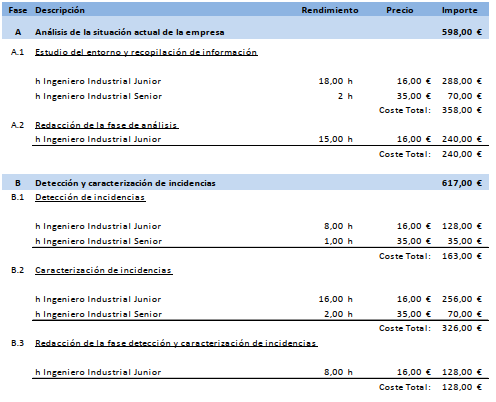 Fase Descripción Rendimiento Precio Importe
A Análisis de la situación actual de la empresa 598,00 €
A.1 Estudio del entorno y recopilación de información
h Ingeniero Industrial Junior 18,00 h 16,00 € 288,00 €
h Ingeniero Industrial Senior 2 h 35,00 € 70,00 €
Coste Total: 358,00 €
A.2 Redacción de la fase de análisis
h Ingeniero Industrial Junior 15,00 h 16,00 € 240,00 €
Coste Total: 240,00 €
B Detección y caracterización de incidencias 617,00 €
B.1 Detección de incidencias
h Ingeniero Industrial Junior 8,00 h 16,00 € 128,00 €
h Ingeniero Industrial Senior 1,00 h 35,00 € 35,00 €
Coste Total: 163,00 €
B.2 Caracterización de incidencias
h Ingeniero Industrial Junior 16,00 h 16,00 € 256,00 €
h Ingeniero Industrial Senior 2,00 h 35,00 € 70,00 €
Coste Total: 326,00 €
B.3 Redacción de la fase detección y caracterización de incidencias
h Ingeniero Industrial Junior 8,00 h 16,00 € 128,00 €
Coste Total: 128,00 €